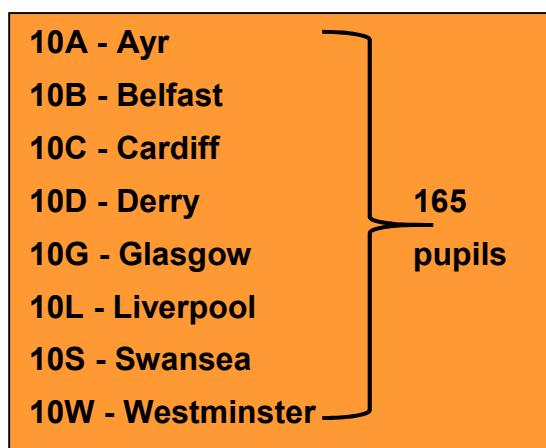 10A - Ayr
10B - Belfast
10C - Cardiff
10D - Derry
10G - Glasgow
10L - Liverpool
10S - Swansea
10W - Westminster
165
pupils